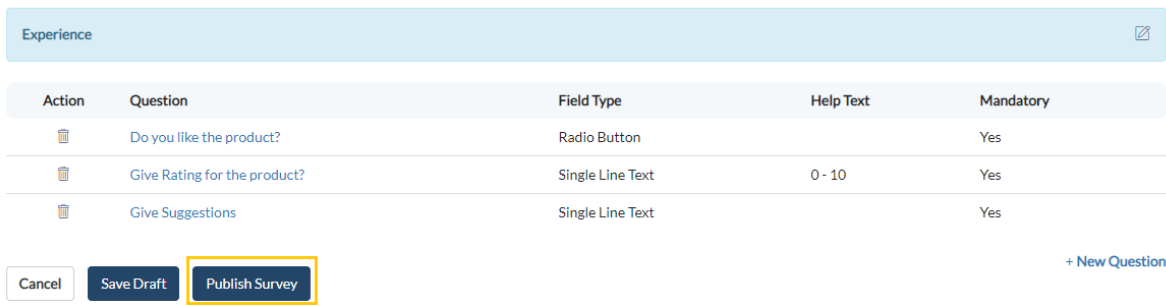 Experience
Action Question Field Type Help Text Mandatory
Do you like the product? Radio Button Yes
Give Rating for the product? Single Line Text 0 - 10 Yes
Give Suggestions Single Line Text Yes
+ New Question
Cancel Save Draft Publish Survey